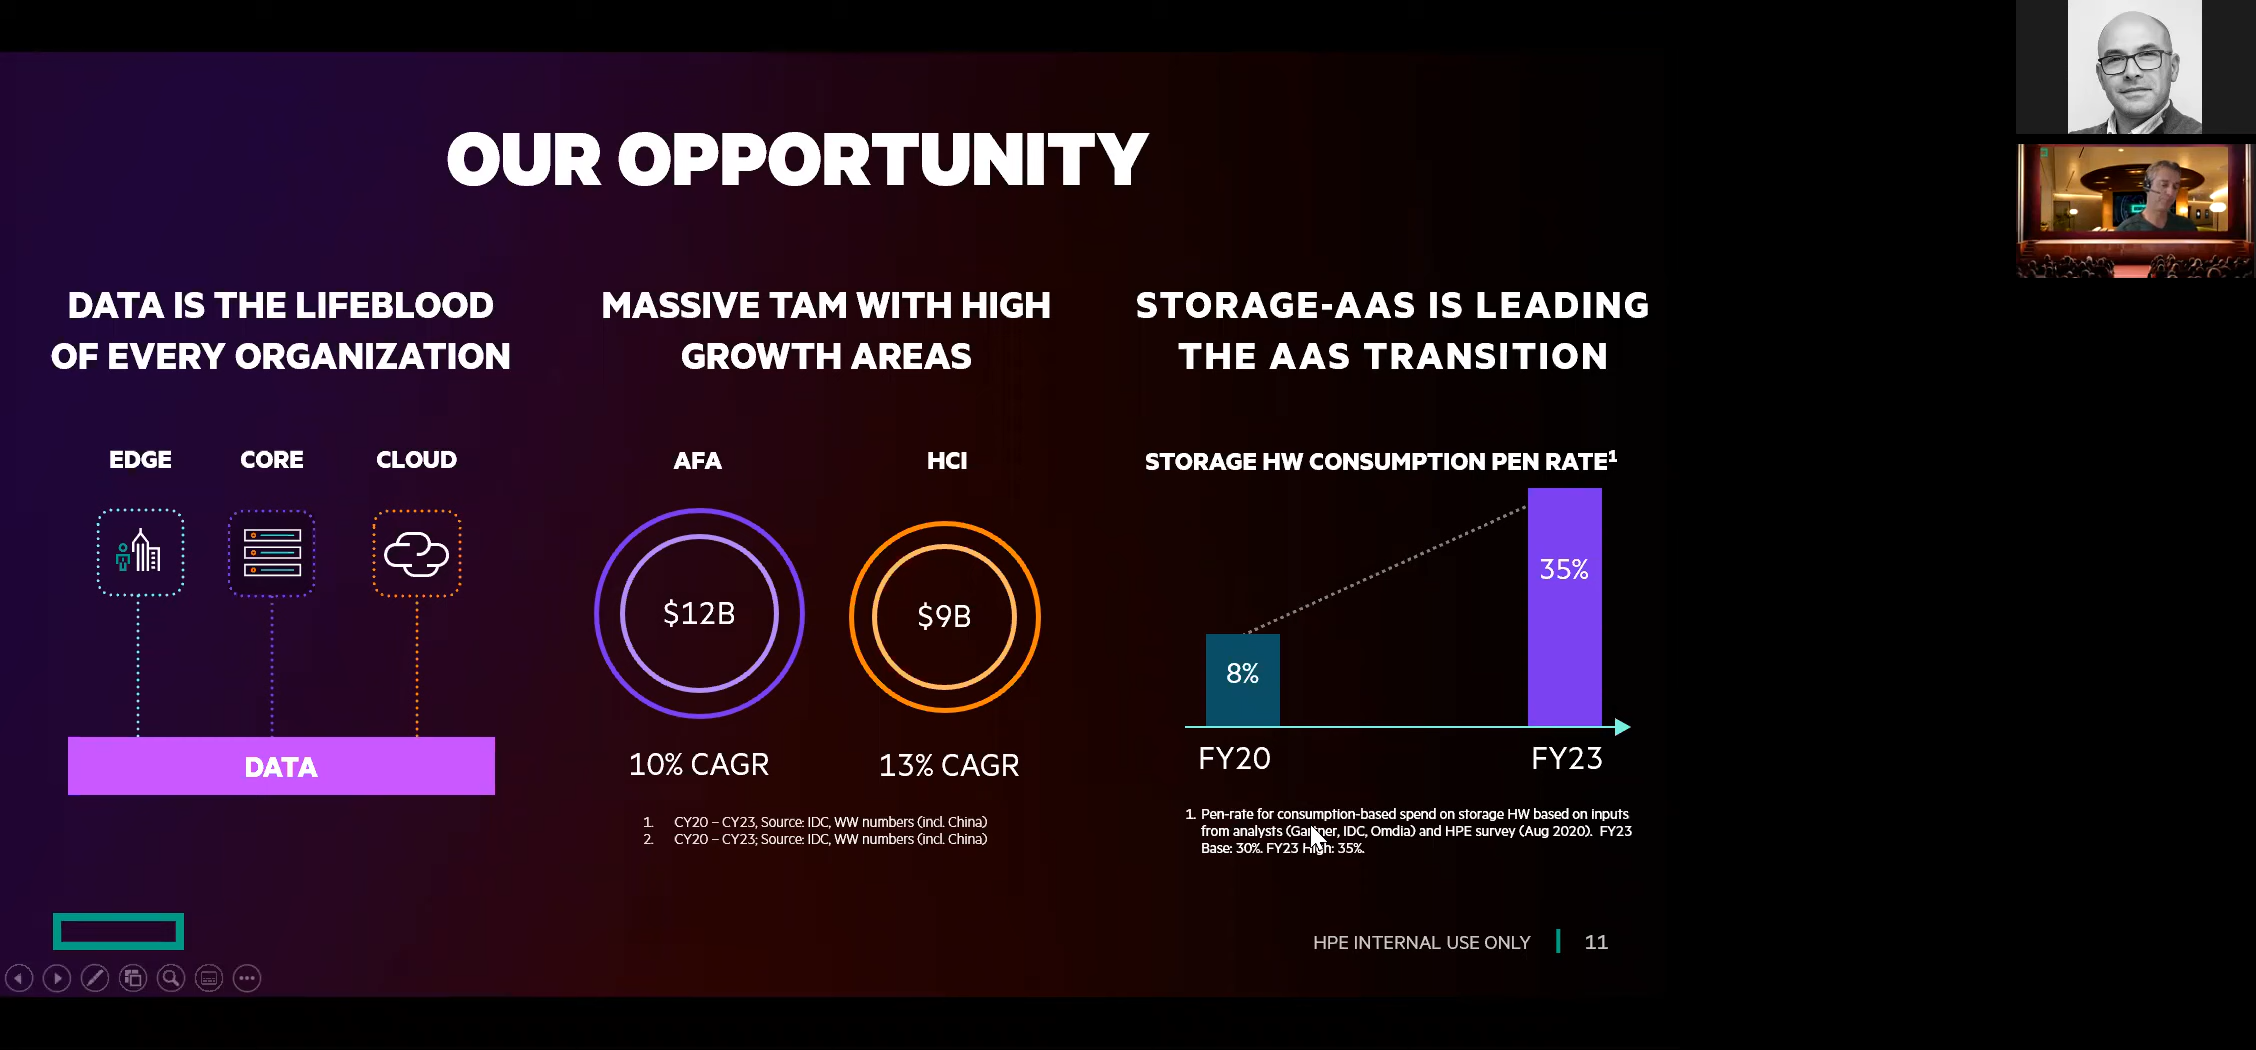 OUR OPPORTUNITY
DATA IS THE LIFEBLOOD
OF EVERY ORGANIZATION
EDGE
CORE
CLOUD
DATA
MASSIVE TAM WITH HIGH
GROWTH AREAS
AFA
HCI
$12B
$9B
10% CAGR
13% CAGR
1. CY20 – CY23, Source: IDC, WW numbers (incl. China)
2. CY20 – CY23; Source: IDC, WW numbers (incl. China)
STORAGE-AAS IS LEADING
THE AAS TRANSITION
STORAGE HW CONSUMPTION PEN RATE¹
8%
35%
FY20
FY23
1. Pen-rate for consumption-based spend on storage HW based on inputs
from analysts (Gartner, IDC, Omdia) and HPE survey (Aug 2020). FY23
Base: 30%. FY23 High: 35%.
HPE INTERNAL USE ONLY
11